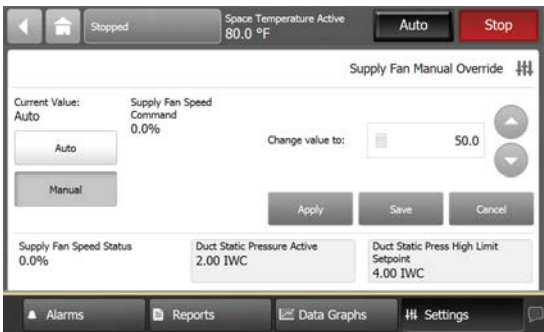 Stopped
Space Temperature Active
80.0 °F
Auto
Stop
Supply Fan Manual Override
Current Value:
Auto
Supply Fan Speed
Command
0.0%
Auto
Manual
Change value to:
50.0
Apply
Save
Cancel
Supply Fan Speed Status
0.0%
Duct Static Pressure Active
2.00 IWC
Duct Static Press High Limit
Setpoint
4.00 IWC
Alarms
Reports
Data Graphs
Settings